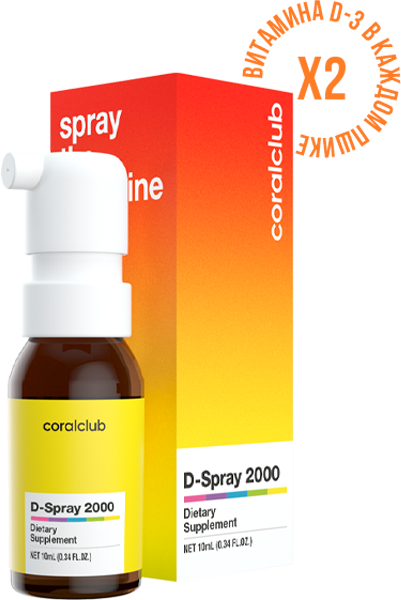 ВИТАМИНА D-3 В КАЖДОМ ПШИКЕ
X2
spray
coralclub
coralclub
D-Spray 2000
Dietary
Supplement
NET 10mL (0.34 FL.OZ.)
D-Spray 2000
Dietary
Supplement
NET 10mL (0.34 FL.OZ.)